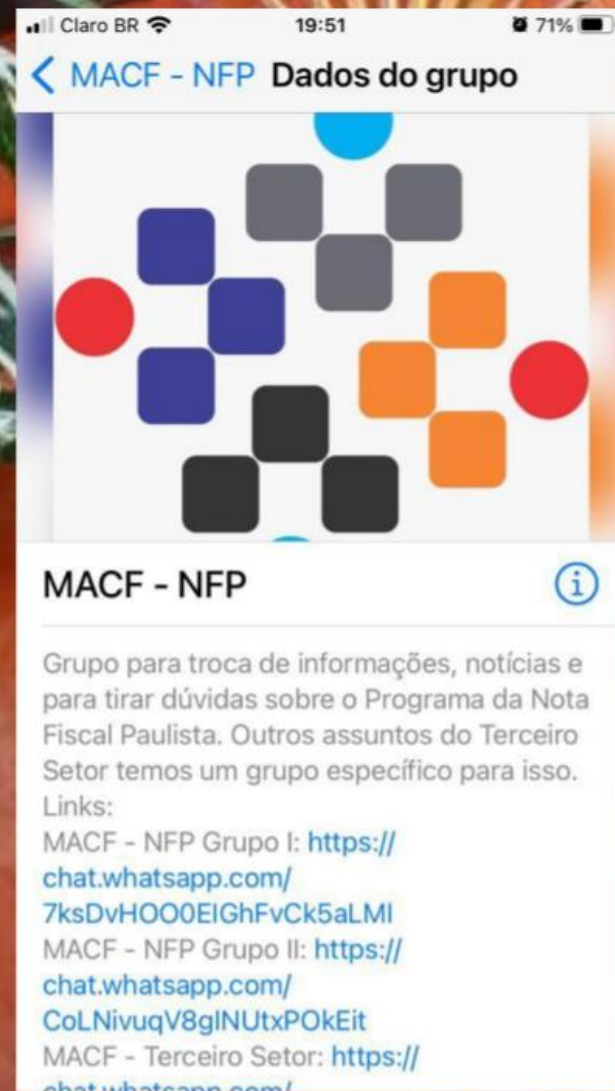 Claro BR
19:51
71%
MACF - NFP Dados do grupo
MACF - NFP
Grupo para troca de informações, notícias e
para tirar dúvidas sobre o Programa da Nota
Fiscal Paulista. Outros assuntos do Terceiro
Setor temos um grupo específico para isso.
Links:
MACF - NFP Grupo I: https://
chat.whatsapp.com/
7ksDvHOO0EIGhFvCk5aLMI
MACF - NFP Grupo II: https://
chat.whatsapp.com/
CoLNivuqV8gINUtxPOkEit
MACF - Terceiro Setor: https://
chat.whatsapp.com/